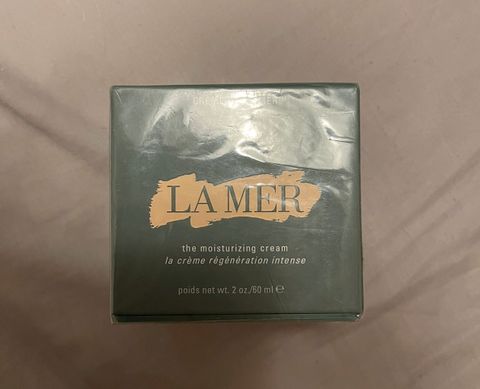 LA MER
the moisturizing cream
la crème régénération intense
poids net wt. 2 oz./60 ml ℮